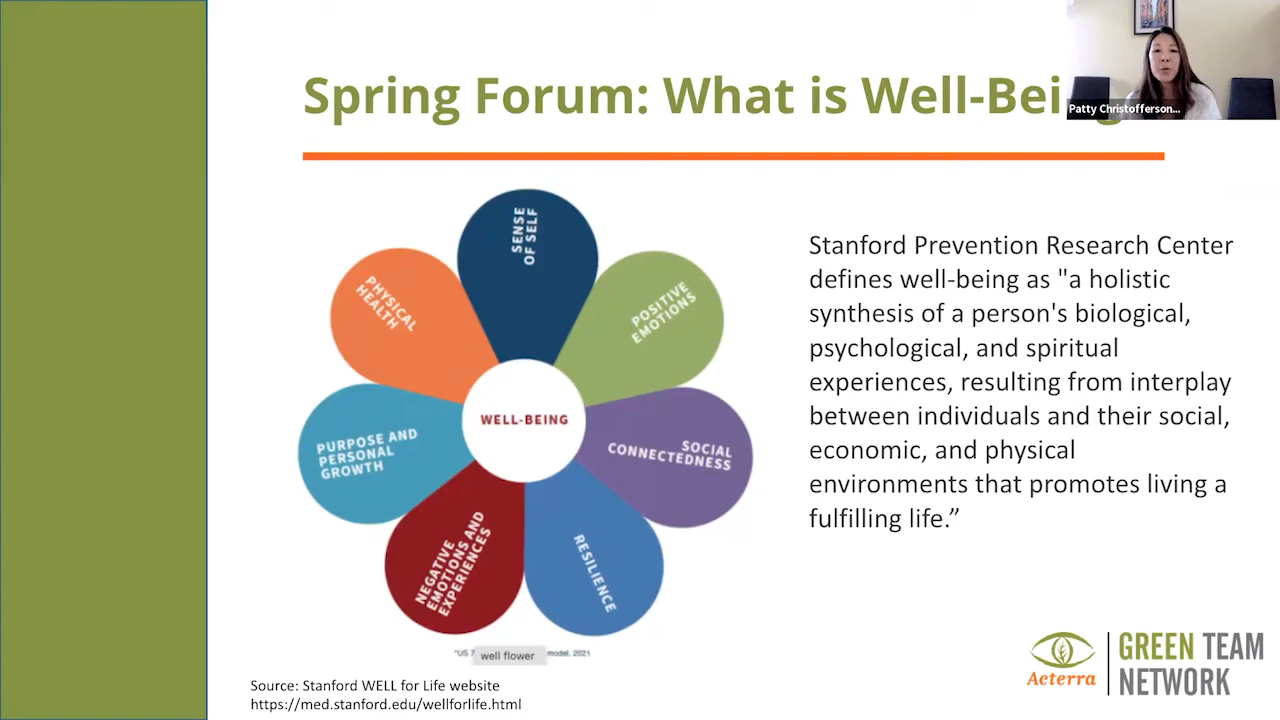 Spring Forum: What is Well-Being
Patty Christofferson...
SENSE
OF SELF
PHYSICAL
HEALTH
POSITIVE
EMOTIONS
WELL-BEING
PURPOSE AND
PERSONAL
GROWTH
SOCIAL
CONNECTEDNESS
NEGATIVE
EMOTIONS AND
EXPERIENCES
RESILIENCE
"US 7 model, 2021
well flower
Stanford Prevention Research Center
defines well-being as "a holistic
synthesis of a person's biological,
psychological, and spiritual
experiences, resulting from interplay
between individuals and their social,
economic, and physical
environments that promotes living a
fulfilling life.”
Source: Stanford WELL for Life website
https://med.stanford.edu/wellforlife.html
Acterra
GREEN TEAM
NETWORK